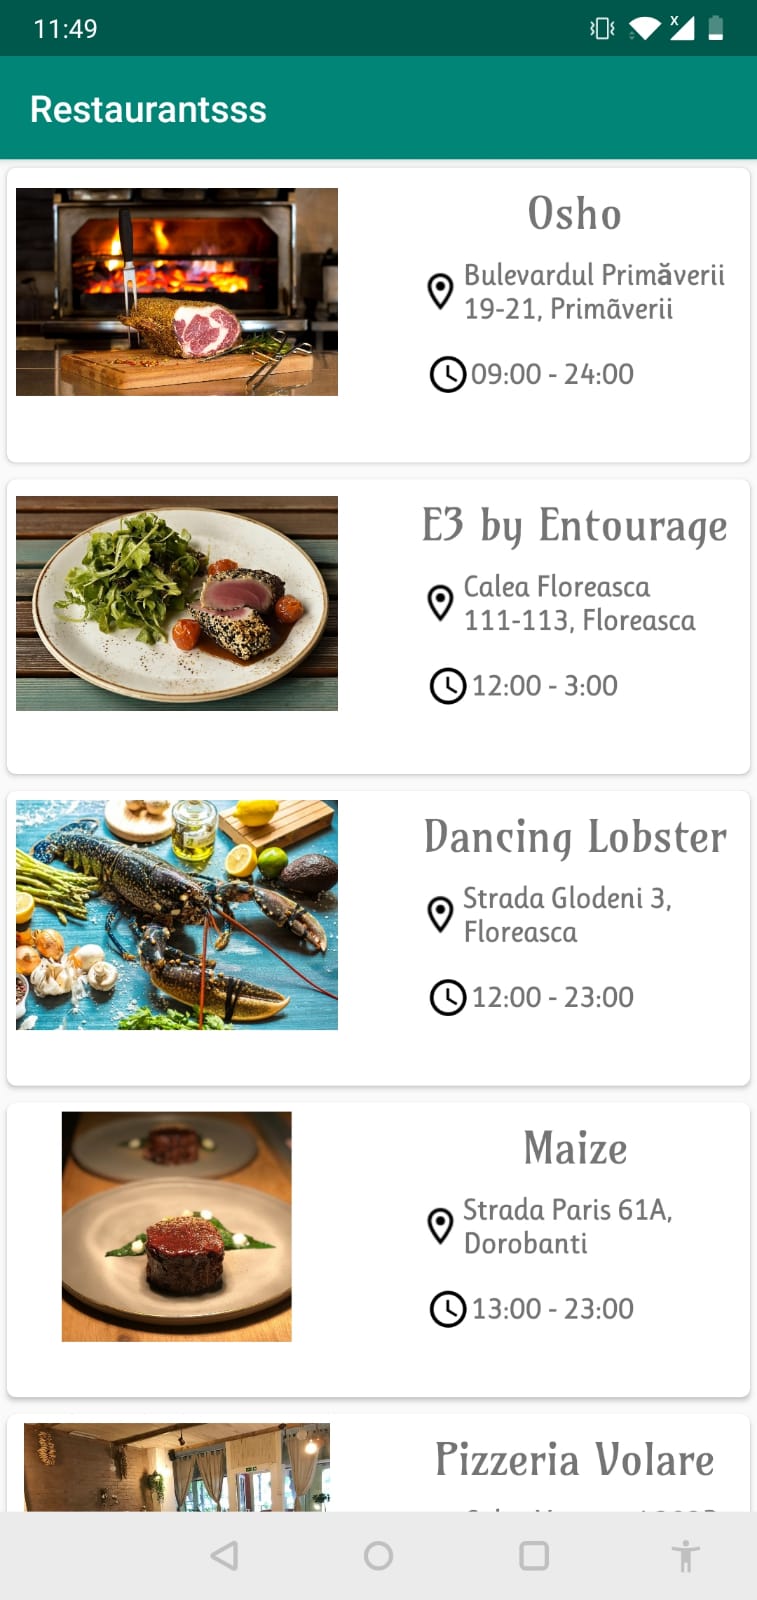 11:49
Restaurantsss
Osho
Bulevardul Primăverii
19-21, Primãverii
09:00 - 24:00
E3 by Entourage
Calea Floreasca
111-113, Floreasca
12:00 - 3:00
Dancing Lobster
Strada Glodeni 3,
Floreasca
12:00 - 23:00
Maize
Strada Paris 61A,
Dorobanti
13:00 - 23:00
Pizzeria Volare